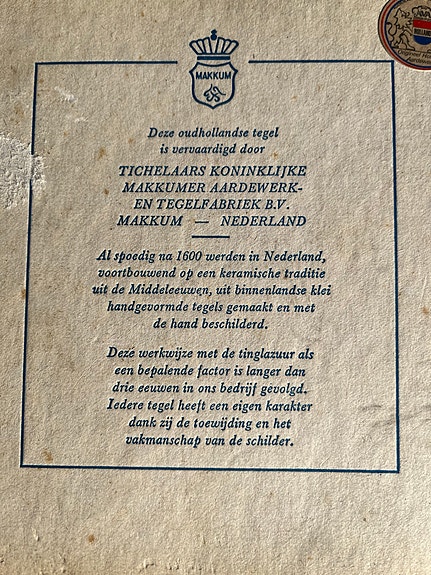 MAKKUM
HOLLAND
Deze oudhollandse tegel
is vervaardigd door
TICHELAARS KONINKLIJKE
MAKKUMER AARDEWERK-
EN TEGELFABRIEK B.V.
MAKKUM — NEDERLAND
Al spoedig na 1600 werden in Nederland,
voortbouwend op een keramische traditie
uit de Middeleeuwen, uit binnenlandse klei
handgevormde tegels gemaakt en met
de hand beschilderd.
Deze werkwijze met de tinglazuur als
een bepalende factor is langer dan
drie eeuwen in ons bedrijf gevolgd.
Iedere tegel heeft een eigen karakter
dank zij de toewijding en het
vakmanschap van de schilder.